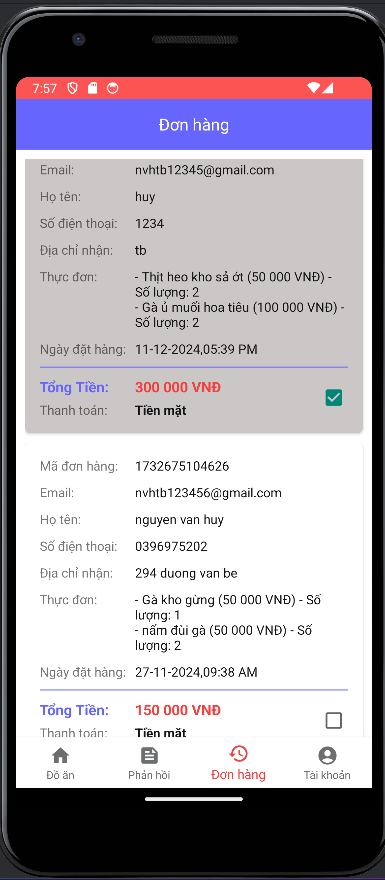 7:57
Đơn hàng
Email: nvhtb12345@gmail.com
Họ tên: huy
Số điện thoại: 1234
Địa chỉ nhận: tb
Thực đơn: - Thịt heo kho sả ớt (50 000 VNĐ) -
Số lượng: 2
- Gà ủ muối hoa tiêu (100 000 VNĐ) -
Số lượng: 2
Ngày đặt hàng: 11-12-2024,05:39 PM
Tổng Tiền: 300 000 VNĐ
Thanh toán: Tiền mặt
Mã đơn hàng: 1732675104626
Email: nvhtb123456@gmail.com
Họ tên: nguyen van huy
Số điện thoại: 0396975202
Địa chỉ nhận: 294 duong van be
Thực đơn: - Gà kho gừng (50 000 VNĐ) - Số
lượng: 1
- nấm đùi gà (50 000 VNĐ) - Số
lượng: 2
Ngày đặt hàng: 27-11-2024,09:38 AM
Tổng Tiền: 150 000 VNĐ
Thanh toán: Tiền mặt
Đồ ăn Phản hồi Đơn hàng Tài khoản